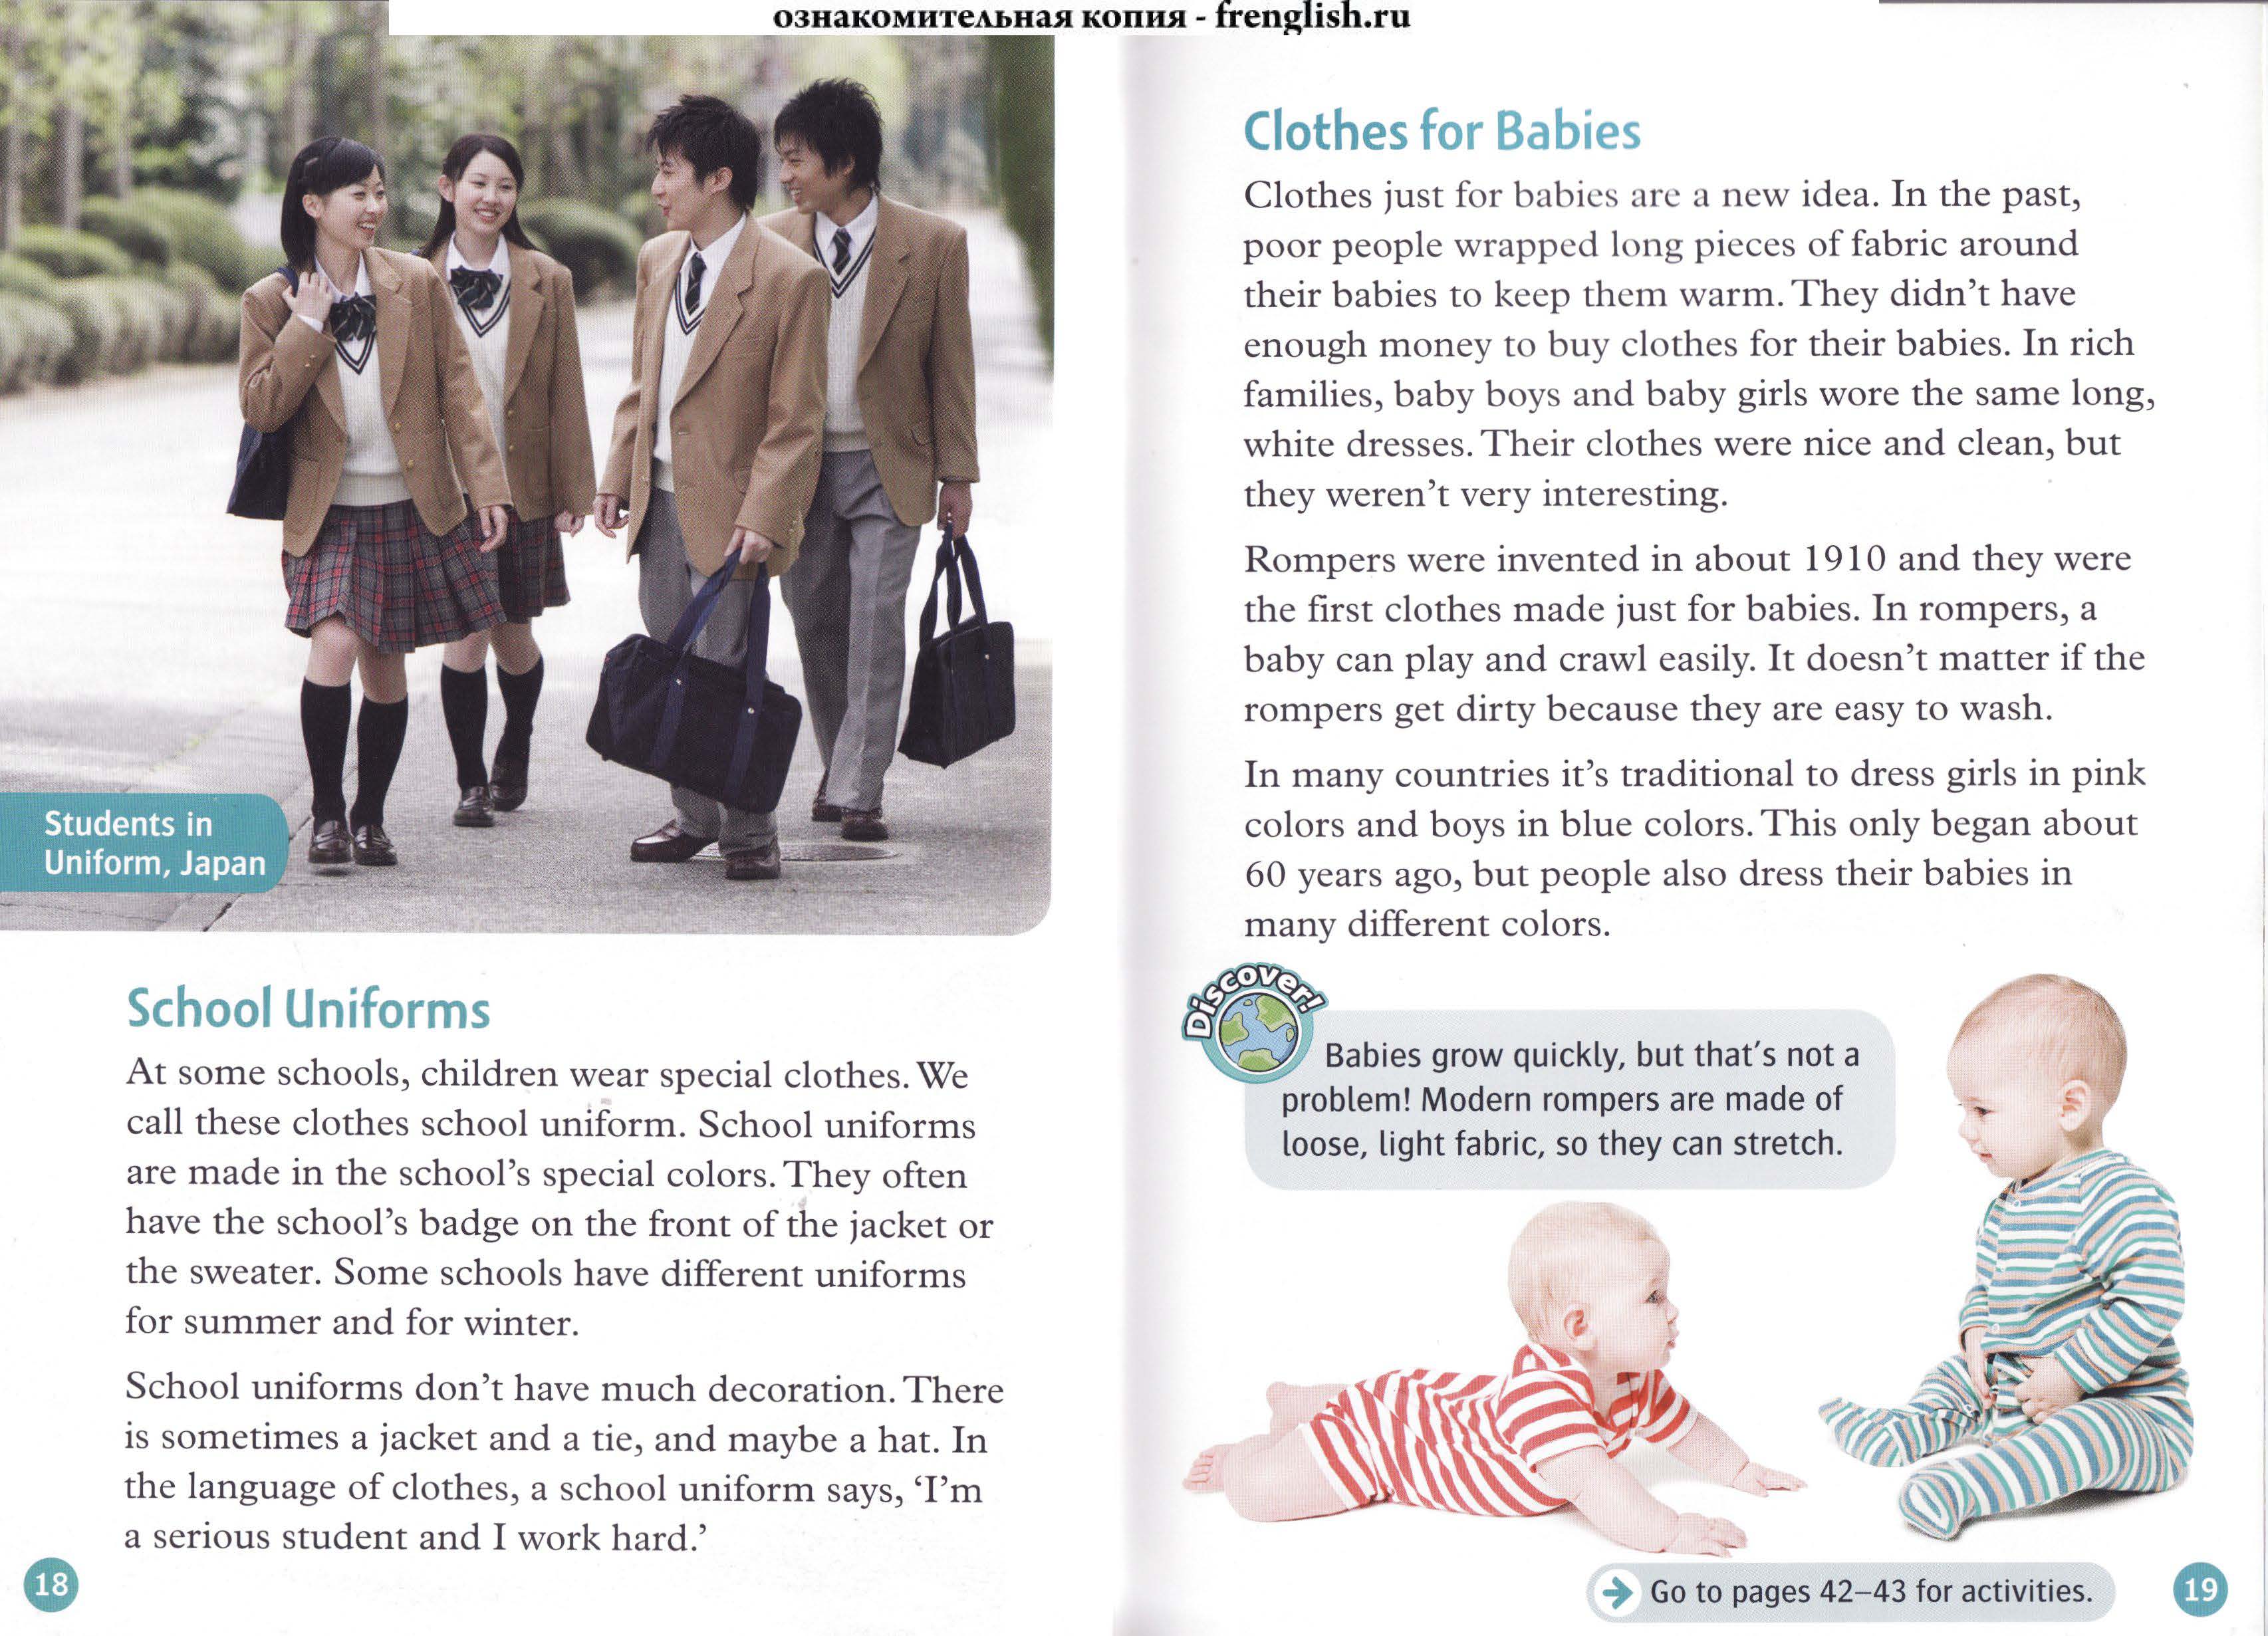 ознакомительная копия - frenglish.ru
Students in
Uniform, Japan
School Uniforms
At some schools, children wear special clothes. We
call these clothes school uniform. School uniforms
are made in the school's special colors. They often
have the school's badge on the front of the jacket or
the sweater. Some schools have different uniforms
for summer and for winter.
School uniforms don't have much decoration. There
is sometimes a jacket and a tie, and maybe a hat. In
the language of clothes, a school uniform says, ‘I'm
a serious student and I work hard.’
18
Clothes for Babies
Clothes just for babies are a new idea. In the past,
poor people wrapped long pieces of fabric around
their babies to keep them warm. They didn't have
enough money to buy clothes for their babies. In rich
families, baby boys and baby girls wore the same long,
white dresses. Their clothes were nice and clean, but
they weren't very interesting.
Rompers were invented in about 1910 and they were
the first clothes made just for babies. In rompers, a
baby can play and crawl easily. It doesn't matter if the
rompers get dirty because they are easy to wash.
In many countries it's traditional to dress girls in pink
colors and boys in blue colors. This only began about
60 years ago, but people also dress their babies in
many different colors.
Discover!
Babies grow quickly, but that's not a
problem! Modern rompers are made of
loose, light fabric, so they can stretch.
Go to pages 42–43 for activities.
19